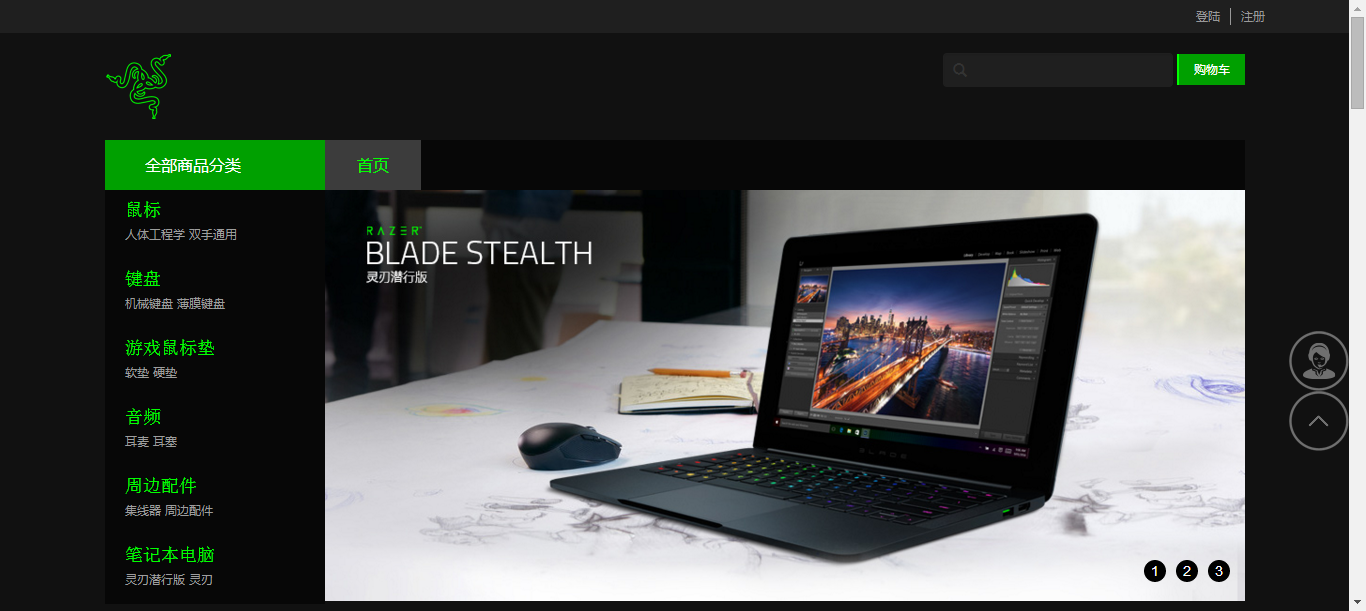 登陆 注册
购物车
全部商品分类 首页
鼠标
人体工程学 双手通用
键盘
机械键盘 薄膜键盘
游戏鼠标垫
软垫 硬垫
音频
耳麦 耳塞
周边配件
集线器 周边配件
笔记本电脑
灵刃潜行版 灵刃
RAZER
BLADE STEALTH
灵刃潜行版
1 2 3